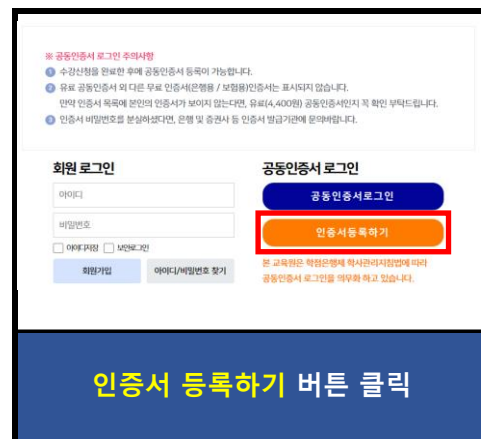 ※ 공동인증서 로그인 주의사항
1 수강신청을 완료한 후에 공동인증서 등록이 가능합니다.
2 유료 공동인증서 외 다른 무료 인증서(은행용 / 보험용)인증서는 표시되지 않습니다.
만약 인증서 목록에 본인의 인증서가 보이지 않는다면, 유료(4,400원) 공동인증서인지 꼭 확인 부탁드립니다.
3 인증서 비밀번호를 분실하셨다면, 은행 및 증권사 등 인증서 발급기관에 문의바랍니다.
회원 로그인
아이디
비밀번호
아이디저장 보안로그인
회원가입 아이디/비밀번호 찾기
공동인증서 로그인
공동인증서로그인
인증서등록하기
본 교육원은 학점은행제 학사관리지침법에 따라
공동인증서 로그인을 의무화 하고 있습니다.
인증서 등록하기 버튼 클릭